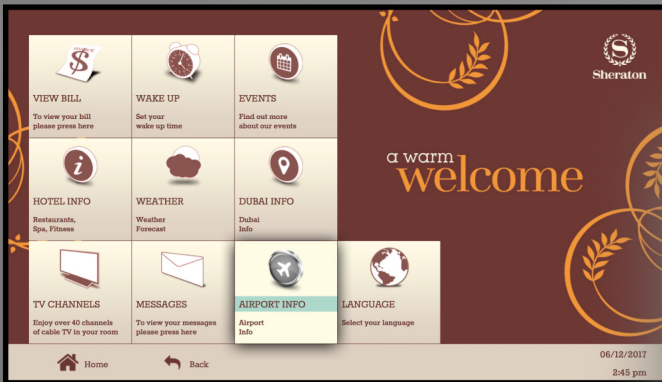 VIEW BILL
To view your bill
please press here
WAKE UP
Set your
wake up time
EVENTS
Find out more
about our events
S
Sheraton
a warm
welcome
HOTEL INFO
Restaurants,
Spa, Fitness
WEATHER
Weather
Forecast
DUBAI INFO
Dubai
Info
TV CHANNELS
Enjoy over 40 channels
of cable TV in your room
MESSAGES
To view your messages
please press here
AIRPORT INFO
Airport
Info
LANGUAGE
Select your language
Home
Back
06/12/2017
2:45 pm